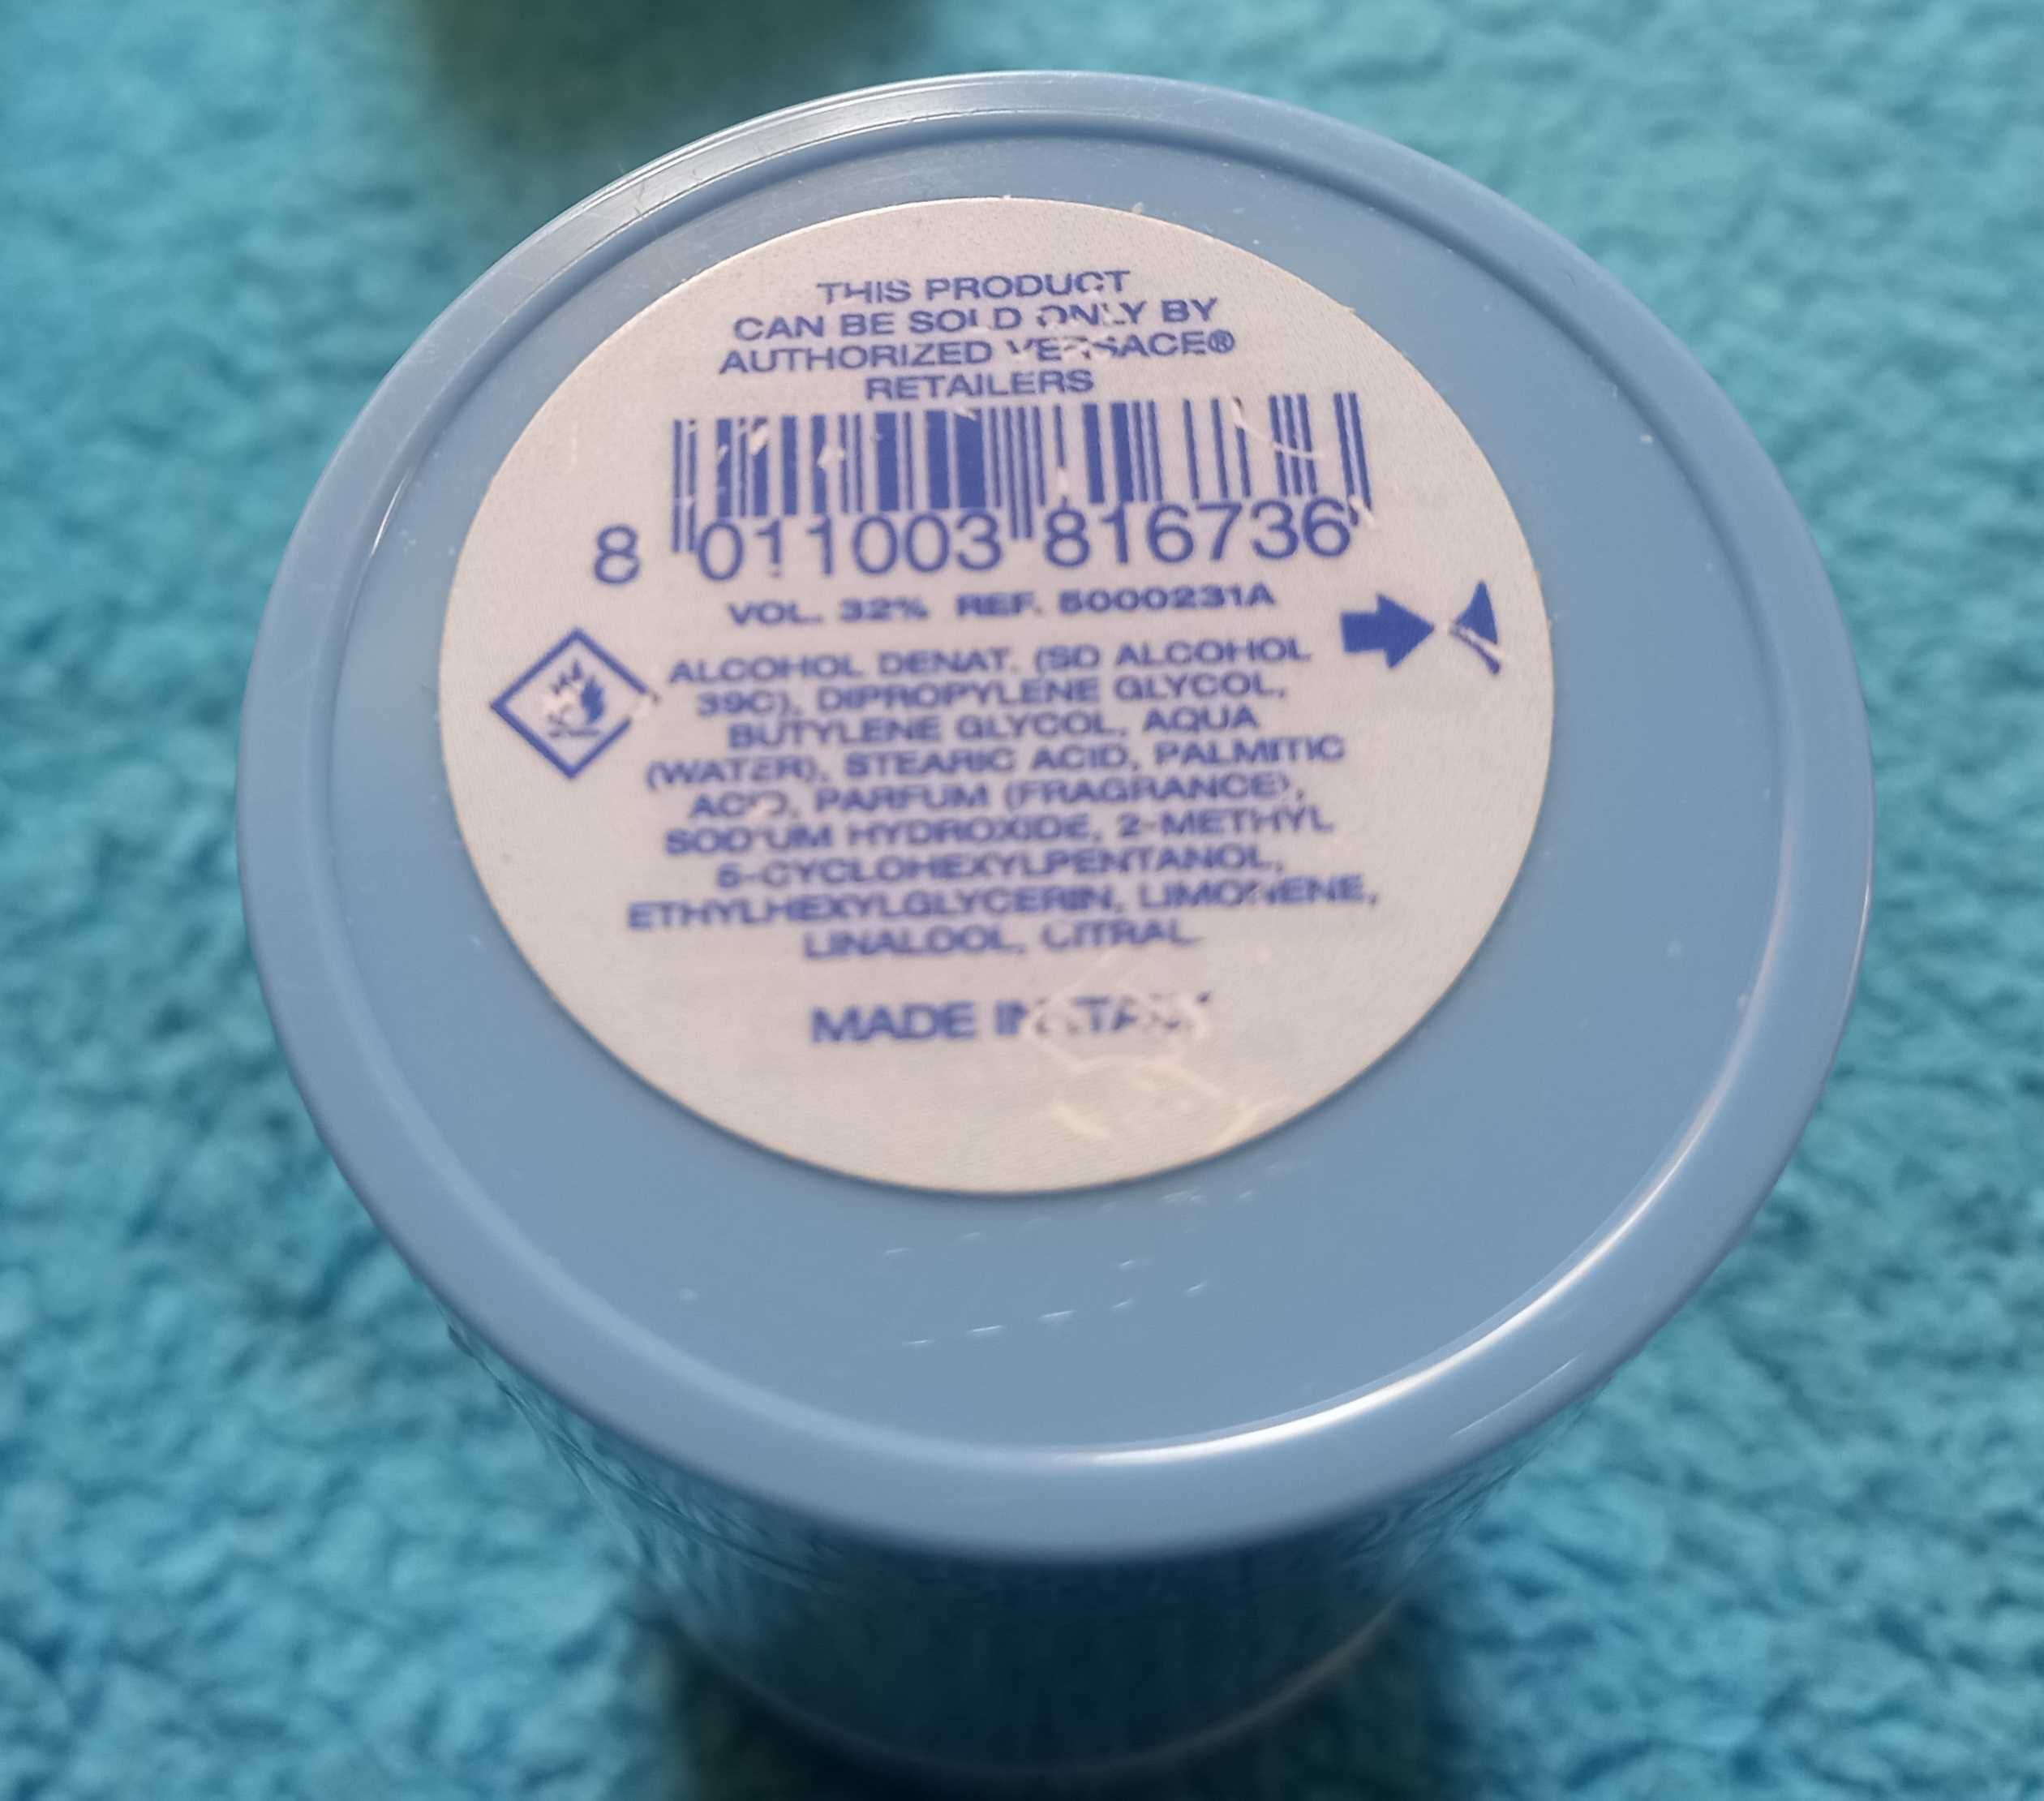 THIS PRODUCT
CAN BE SOLD ONLY BY
AUTHORIZED VERSACE®
RETAILERS
8 011003 816736
VOL. 32% REF. 5000231A
ALCOHOL DENAT. (SD ALCOHOL
39C), DIPROPYLENE GLYCOL,
BUTYLENE GLYCOL, AQUA
(WATER), STEARIC ACID, PALMITIC
ACID, PARFUM (FRAGRANCE),
SODIUM HYDROXIDE, 2-METHYL
5-CYCLOHEXYLPENTANOL,
ETHYLHEXYLGLYCERIN, LIMONENE,
LINALOOL, CITRAL
MADE IN ITALY